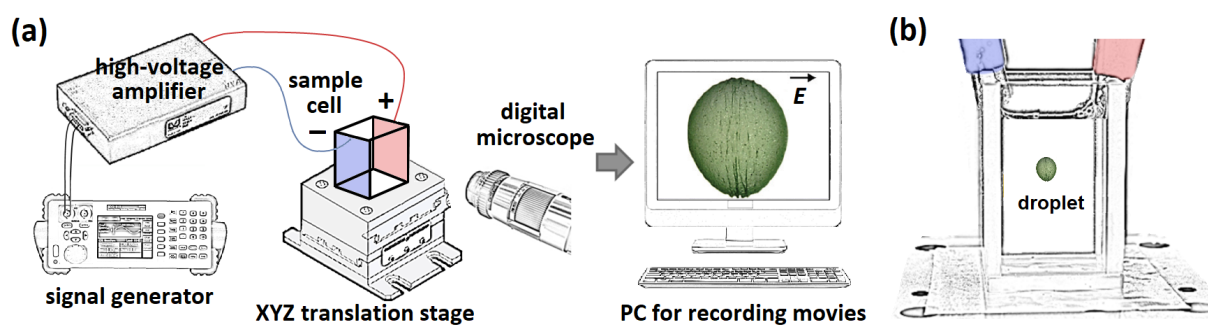 (a)
high-voltage
amplifier
sample
cell
+
−
digital
microscope
E
signal generator
XYZ translation stage
PC for recording movies
(b)
droplet